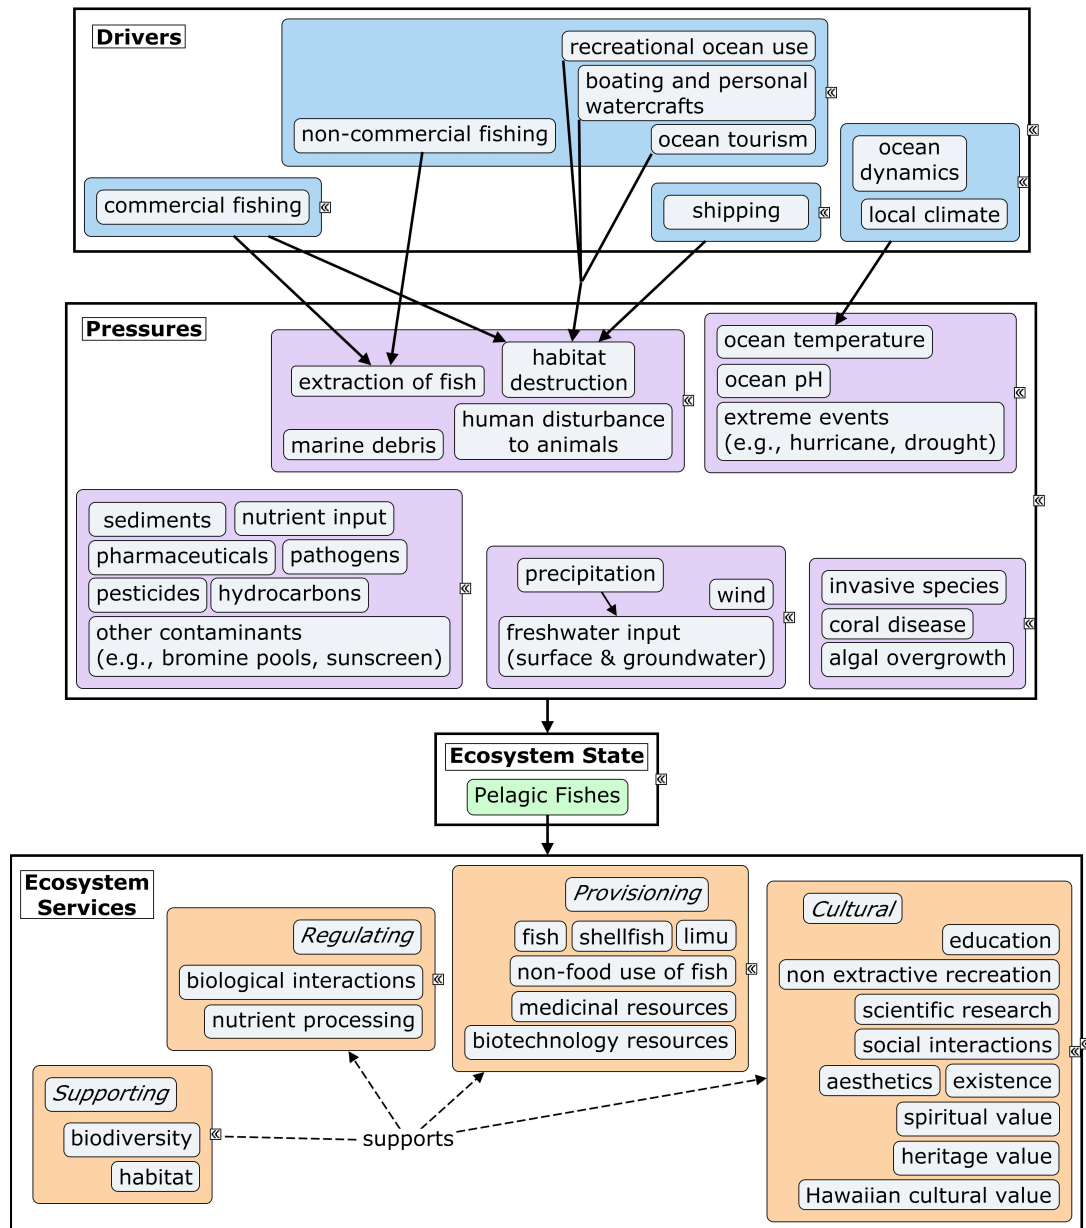 Drivers
recreational ocean use
boating and personal
watercrafts
non-commercial fishing
ocean tourism
ocean
dynamics
local climate
commercial fishing
shipping
Pressures
extraction of fish
habitat
destruction
marine debris
human disturbance
to animals
ocean temperature
ocean pH
extreme events
(e.g., hurricane, drought)
sediments
nutrient input
pharmaceuticals
pathogens
pesticides
hydrocarbons
other contaminants
(e.g., bromine pools, sunscreen)
precipitation
wind
freshwater input
(surface & groundwater)
invasive species
coral disease
algal overgrowth
Ecosystem State
Pelagic Fishes
Ecosystem
Services
Regulating
biological interactions
nutrient processing
Provisioning
fish
shellfish
limu
non-food use of fish
medicinal resources
biotechnology resources
Cultural
education
non extractive recreation
scientific research
social interactions
aesthetics
existence
spiritual value
heritage value
Hawaiian cultural value
Supporting
biodiversity
habitat
supports